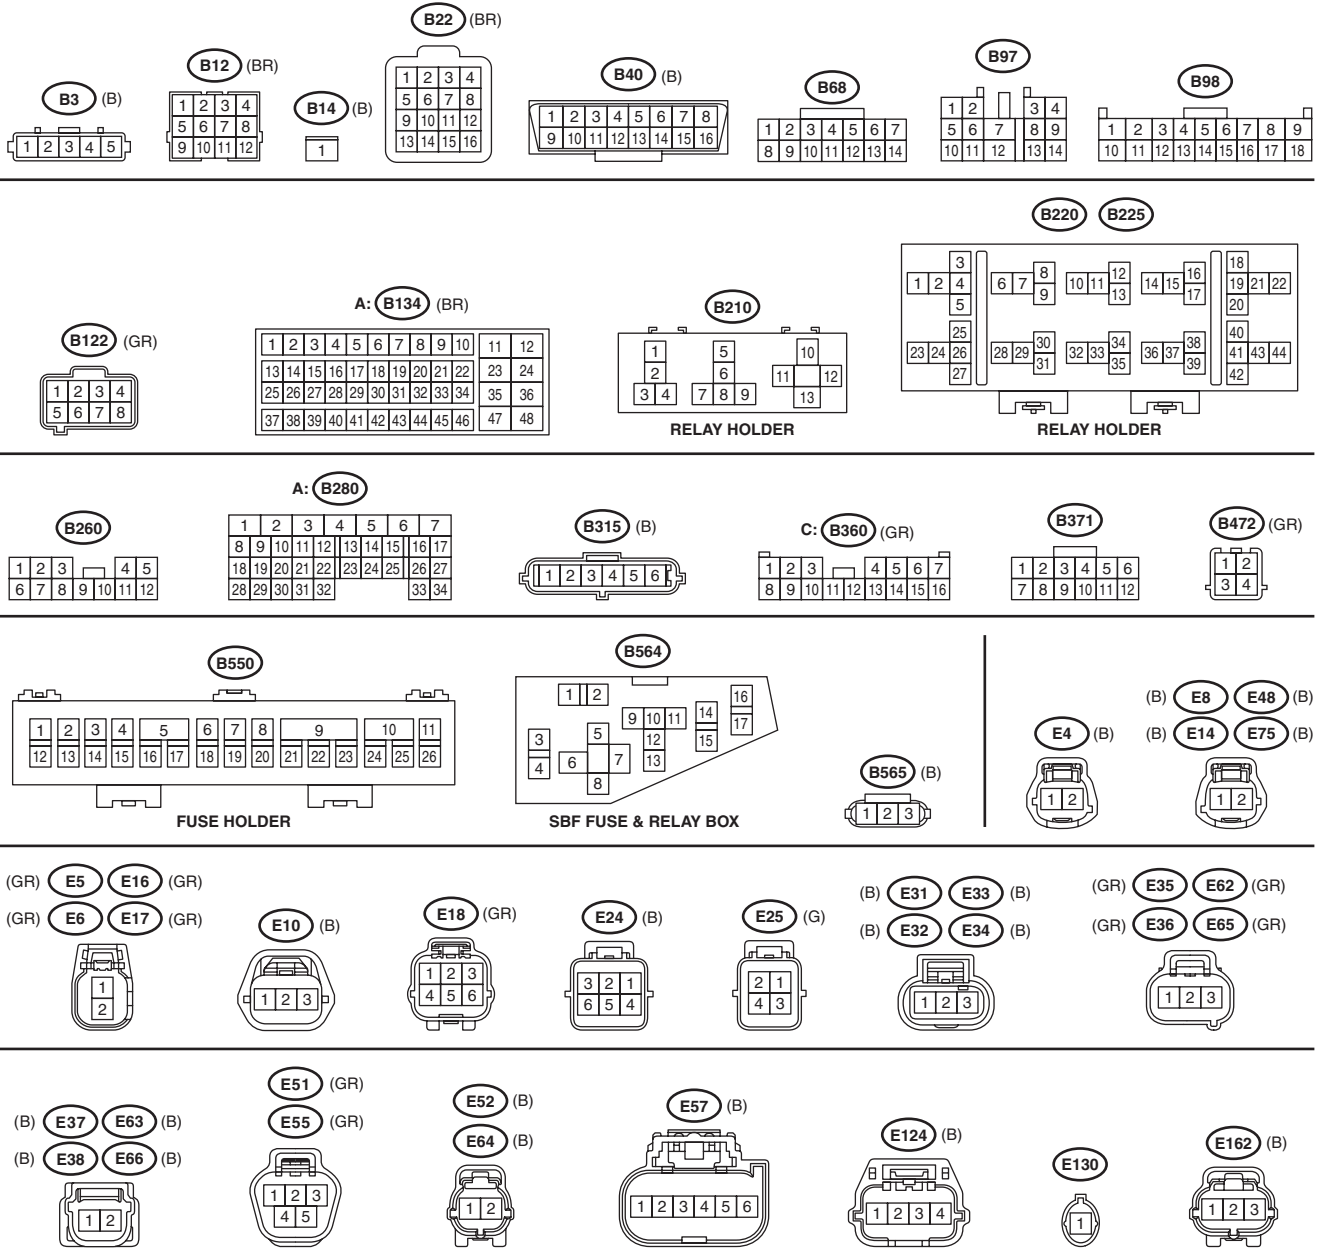 B3 (B)
1 2 3 4 5
B12 (BR)
1 2 3 4
5 6 7 8
9 10 11 12
B14 (B)
1
B22 (BR)
1 2 3 4
5 6 7 8
9 10 11 12
13 14 15 16
B40 (B)
1 2 3 4 5 6 7 8
9 10 11 12 13 14 15 16
B68
1 2 3 4 5 6 7
8 9 10 11 12 13 14
B97
1 2 3 4
5 6 7 8 9
10 11 12 13 14
B98
1 2 3 4 5 6 7 8 9
10 11 12 13 14 15 16 17 18
B122 (GR)
1 2 3 4
5 6 7 8
A: B134 (BR)
1 2 3 4 5 6 7 8 9 10 11 12
13 14 15 16 17 18 19 20 21 22 23 24
25 26 27 28 29 30 31 32 33 34 35 36
37 38 39 40 41 42 43 44 45 46 47 48
B210
1 5 10
2 6 11 12
3 4 7 8 9 13
RELAY HOLDER
B220 B225
3 8 12 16 18
1 2 4 6 7 10 11 14 15 19 21 22
5 9 13 17 20
25 30 34 38 40
23 24 26 28 29 32 33 36 37 41 43 44
27 31 35 39 42
RELAY HOLDER
B260
1 2 3 4 5
6 7 8 9 10 11 12
A: B280
1 2 3 4 5 6 7
8 9 10 11 12 13 14 15 16 17
18 19 20 21 22 23 24 25 26 27
28 29 30 31 32 33 34
B315 (B)
1 2 3 4 5 6
C: B360 (GR)
1 2 3 4 5 6 7
8 9 10 11 12 13 14 15 16
B371
1 2 3 4 5 6
7 8 9 10 11 12
B472 (GR)
1 2
3 4
B550
1 2 3 4 5 6 7 8 9 10 11
12 13 14 15 16 17 18 19 20 21 22 23 24 25 26
FUSE HOLDER
B564
1 2 16
9 10 11 14 17
3 5 12 15
4 6 7 13
8
SBF FUSE & RELAY BOX
B565 (B)
1 2 3
E4 (B)
1 2
(B) E8 E48 (B)
(B) E14 E75 (B)
1 2
(GR) E5 E16 (GR)
(GR) E6 E17 (GR)
1
2
E10 (B)
1 2 3
E18 (GR)
1 2 3
4 5 6
E24 (B)
3 2 1
6 5 4
E25 (G)
2 1
4 3
(B) E31 E33 (B)
(B) E32 E34 (B)
1 2 3
(GR) E35 E62 (GR)
(GR) E36 E65 (GR)
1 2 3
(B) E37 E63 (B)
(B) E38 E66 (B)
1 2
E51 (GR)
E55 (GR)
1 2 3
4 5
E52 (B)
E64 (B)
1 2
E57 (B)
1 2 3 4 5 6
E124 (B)
1 2 3 4
E130
1
E162 (B)
1 2 3